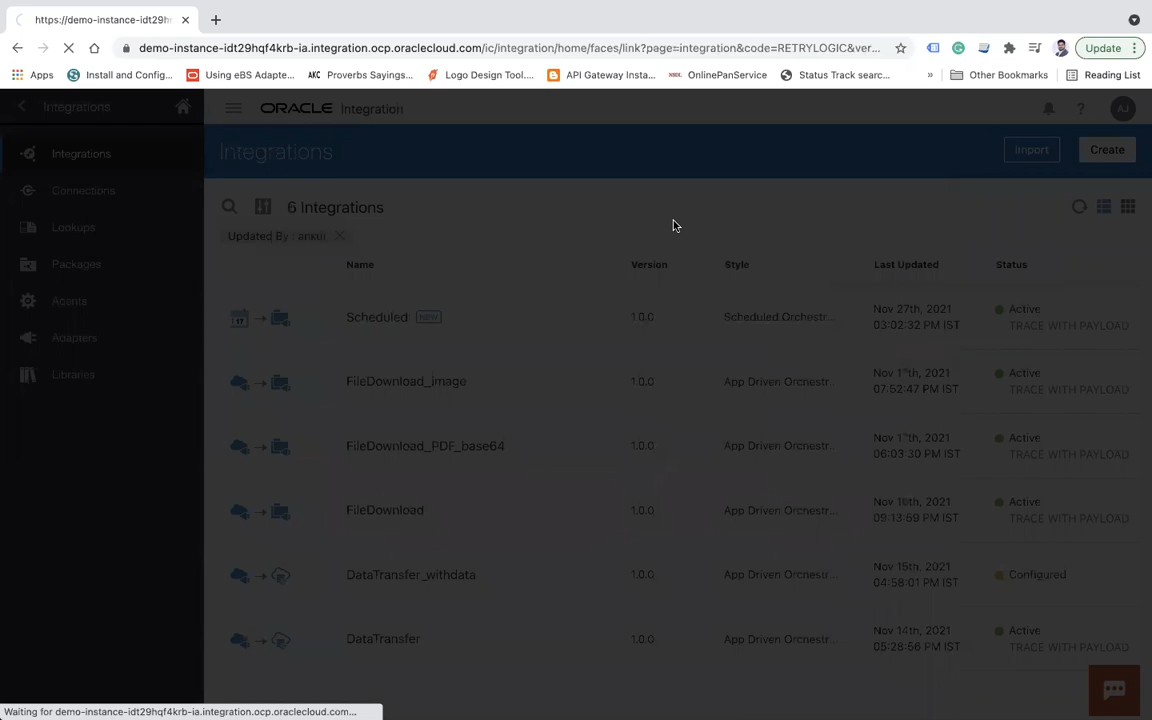 https://demo-instance-idt29h
demo-instance-idt29hqf4krb-ia.integration.ocp.oraclecloud.com/ic/integration/home/faces/link?page=integration&code=RETRYLOGIC&ver...
Update
Apps
Install and Config...
Using eBS Adapte...
AKC Proverbs Sayings...
Logo Design Tool....
API Gateway Insta...
OnlinePanService
Status Track searc...
»
Other Bookmarks
Reading List
Integrations
ORACLE Integration
AJ
Integrations
Connections
Lookups
Packages
Agents
Adapters
Libraries
Integrations
Import
Create
6 Integrations
Updated By : ankur
Name Version Style Last Updated Status
17 Scheduled NEW 1.0.0 Scheduled Orchestr... Nov 27th, 2021 Active
03:02:32 PM IST TRACE WITH PAYLOAD
FileDownload_image 1.0.0 App Driven Orchestr... Nov 17th, 2021 Active
07:52:47 PM IST TRACE WITH PAYLOAD
FileDownload_PDF_base64 1.0.0 App Driven Orchestr... Nov 17th, 2021 Active
06:03:30 PM IST TRACE WITH PAYLOAD
FileDownload 1.0.0 App Driven Orchestr... Nov 16th, 2021 Active
09:13:59 PM IST TRACE WITH PAYLOAD
DataTransfer_withdata 1.0.0 App Driven Orchestr... Nov 15th, 2021 Configured
04:58:01 PM IST
DataTransfer 1.0.0 App Driven Orchestr... Nov 14th, 2021 Active
05:28:56 PM IST TRACE WITH PAYLOAD
Waiting for demo-instance-idt29hqf4krb-ia.integration.ocp.oraclecloud.com...